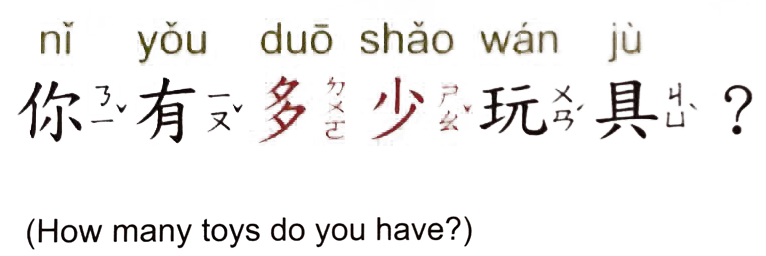 nǐ yǒu duō shǎo wán jù
你ㄋㄧˇ有ㄧㄡˇ多ㄉㄨㄛ少ㄕㄠˇ玩ㄨㄢˊ具ㄐㄩˋ？
(How many toys do you have?)